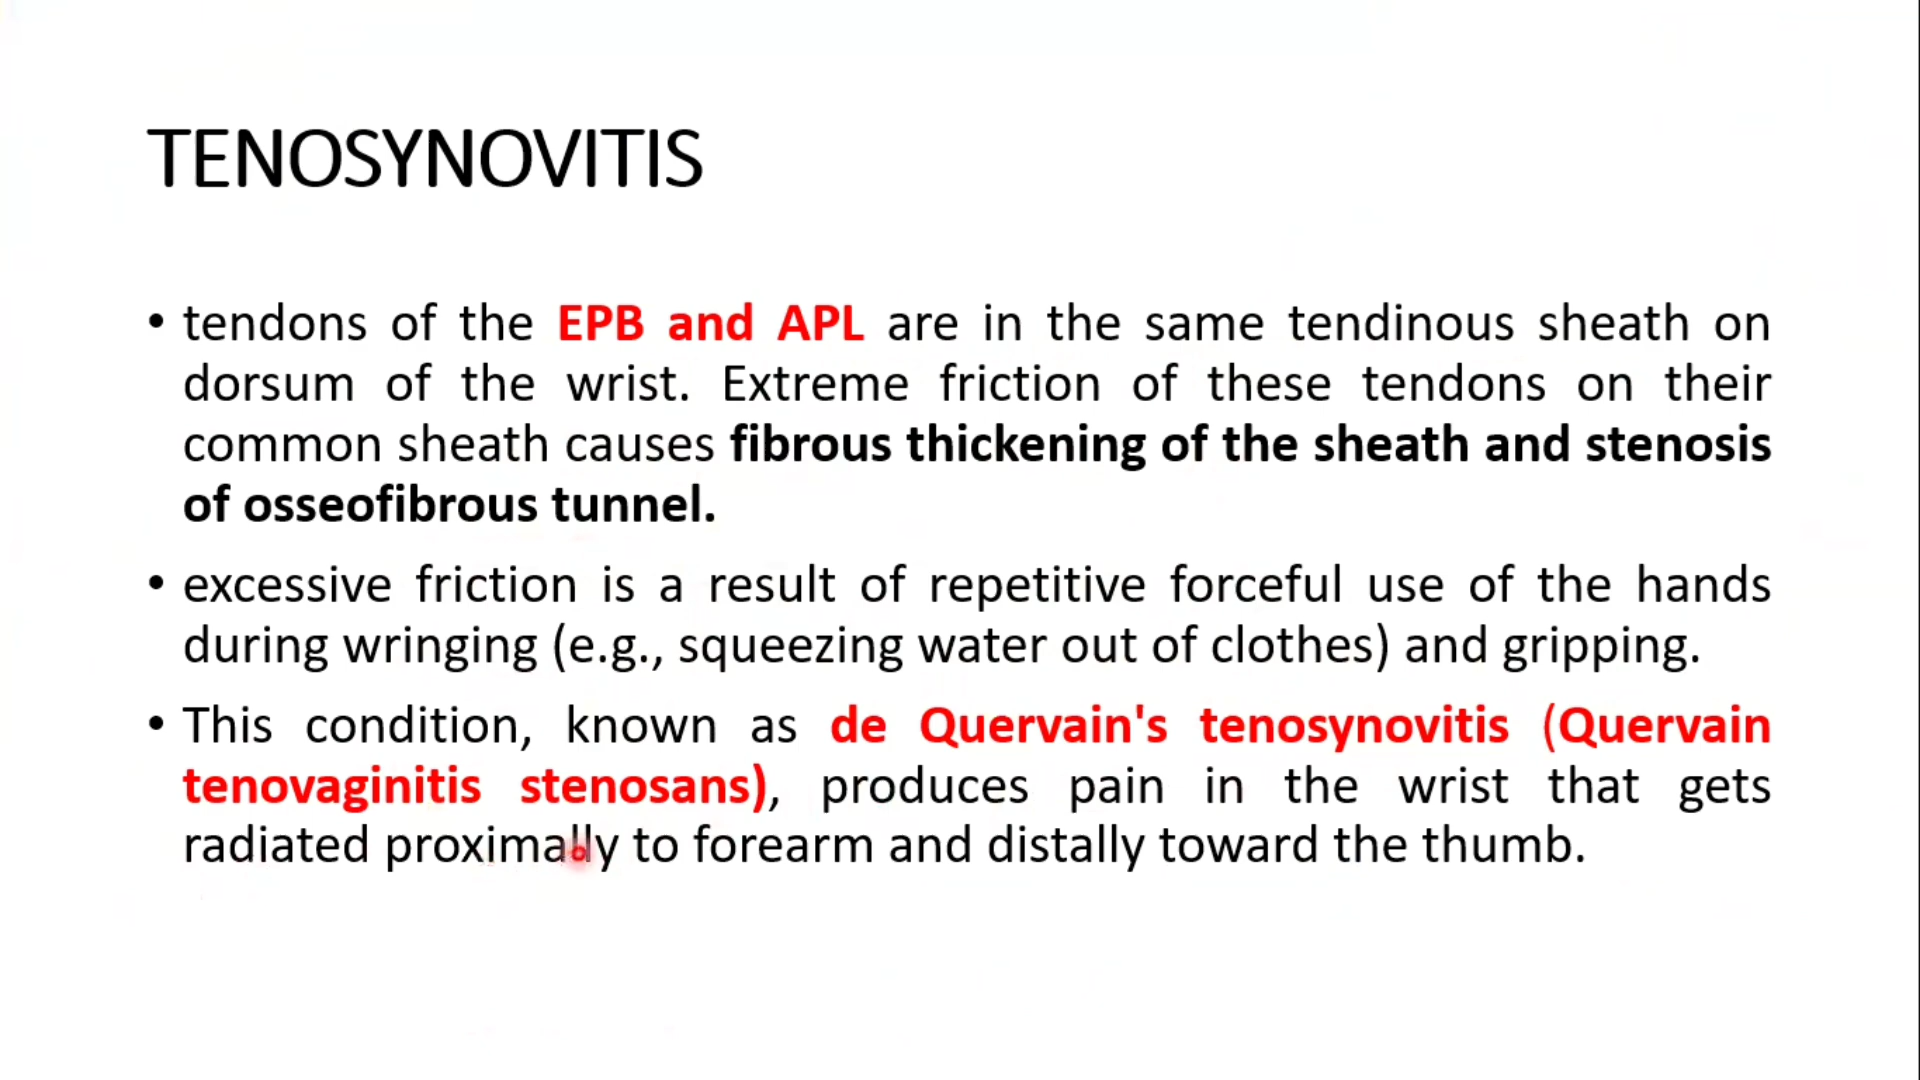 TENOSYNOVITIS
• tendons of the EPB and APL are in the same tendinous sheath on
dorsum of the wrist. Extreme friction of these tendons on their
common sheath causes fibrous thickening of the sheath and stenosis
of osseofibrous tunnel.
• excessive friction is a result of repetitive forceful use of the hands
during wringing (e.g., squeezing water out of clothes) and gripping.
• This condition, known as de Quervain's tenosynovitis (Quervain
tenovaginitis stenosans), produces pain in the wrist that gets
radiated proximally to forearm and distally toward the thumb.